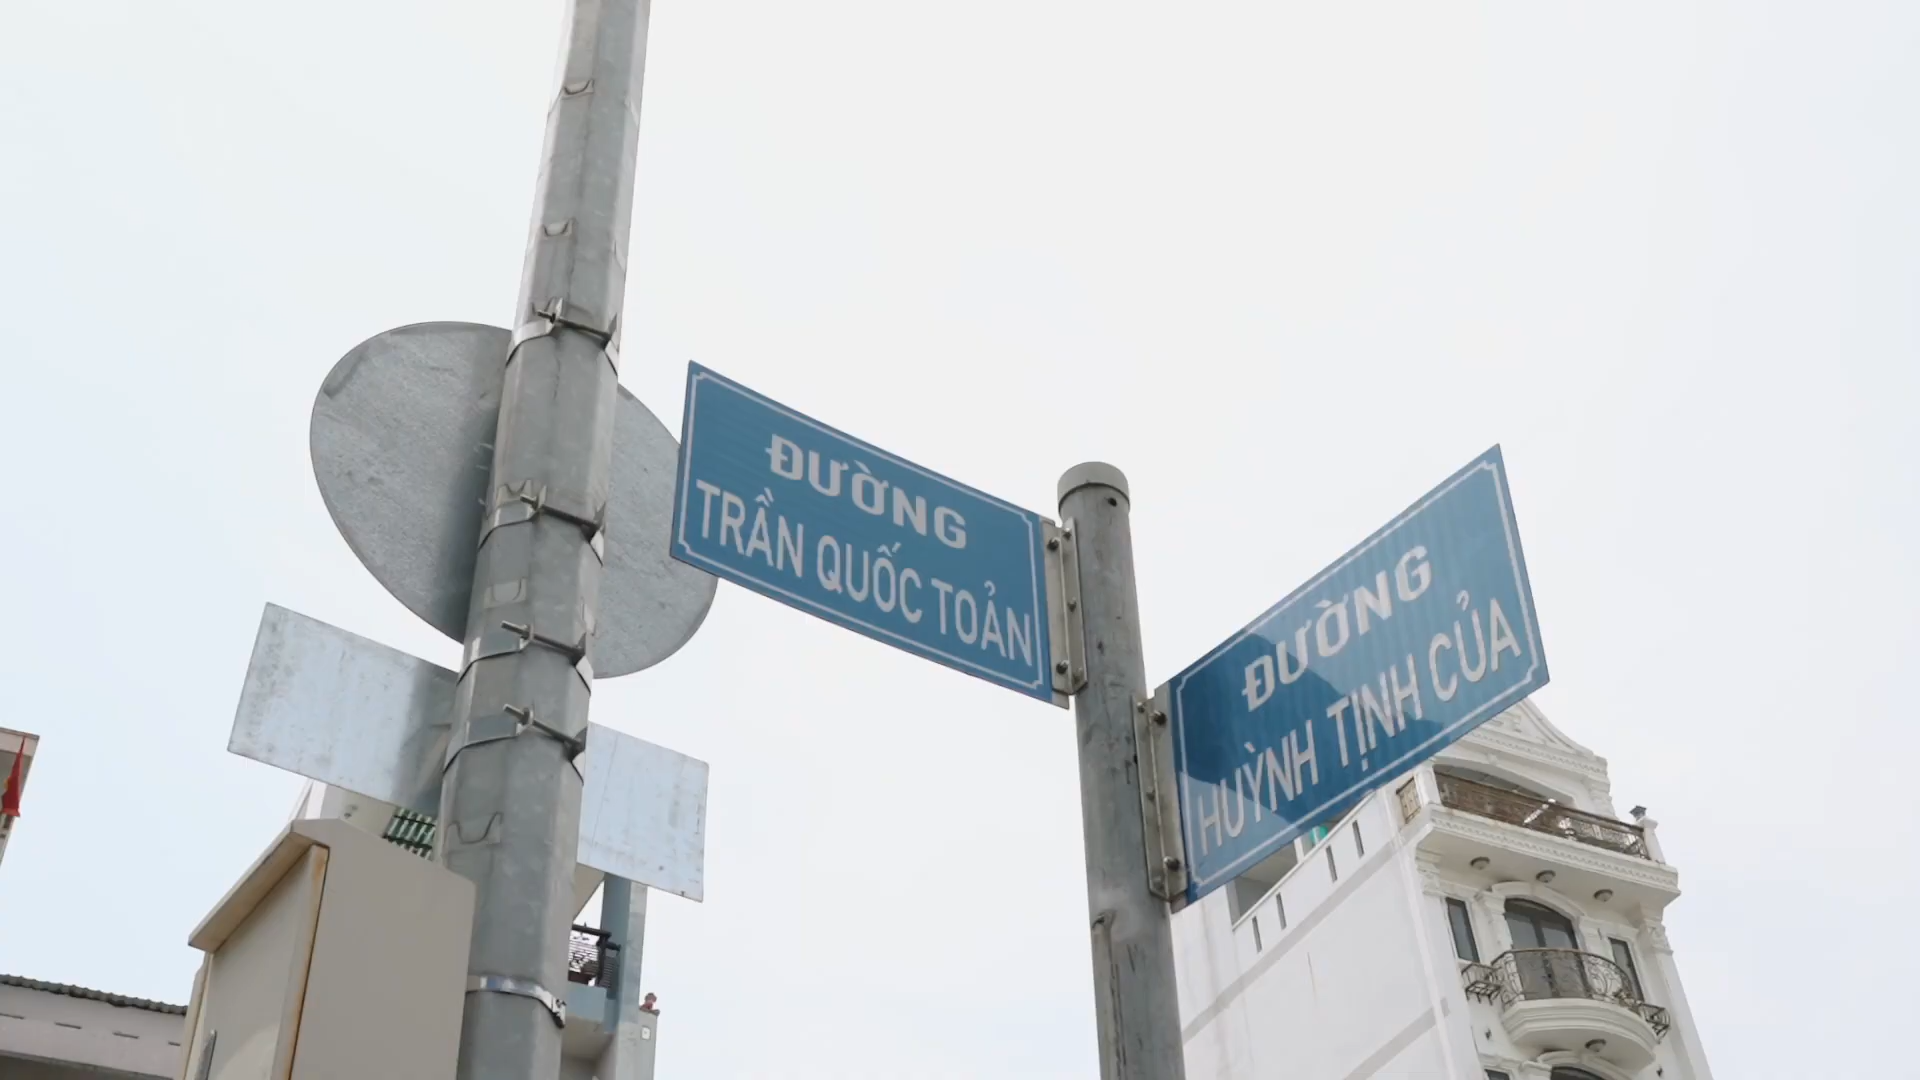 ĐƯỜNG
TRẦN QUỐC TOẢN
ĐƯỜNG
HUỲNH TỊNH CỦA